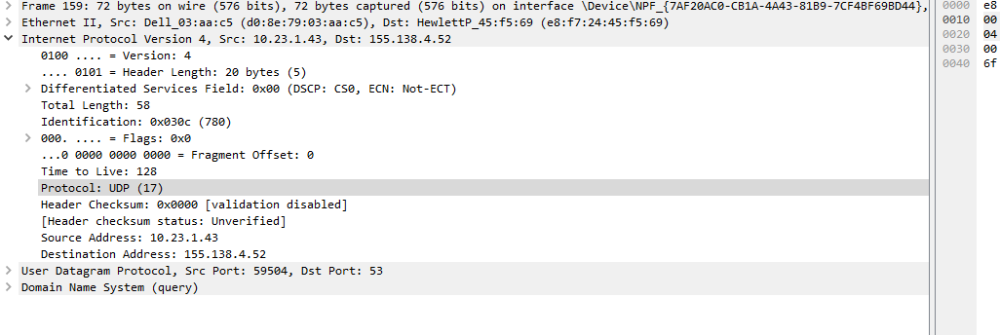 Frame 159: 72 bytes on wire (576 bits), 72 bytes captured (576 bits) on interface \Device\NPF_{7AF20AC0-CB1A-4A43-81B9-7CF4BF69BD44},
Ethernet II, Src: Dell_03:aa:c5 (d0:8e:79:03:aa:c5), Dst: HewlettP_45:f5:69 (e8:f7:24:45:f5:69)
Internet Protocol Version 4, Src: 10.23.1.43, Dst: 155.138.4.52
0100 .... = Version: 4
.... 0101 = Header Length: 20 bytes (5)
Differentiated Services Field: 0x00 (DSCP: CS0, ECN: Not-ECT)
Total Length: 58
Identification: 0x030c (780)
000. .... = Flags: 0x0
...0 0000 0000 0000 = Fragment Offset: 0
Time to Live: 128
Protocol: UDP (17)
Header Checksum: 0x0000 [validation disabled]
[Header checksum status: Unverified]
Source Address: 10.23.1.43
Destination Address: 155.138.4.52
User Datagram Protocol, Src Port: 59504, Dst Port: 53
Domain Name System (query)
0000 e8
0010 00
0020 04
0030 00
0040 6f